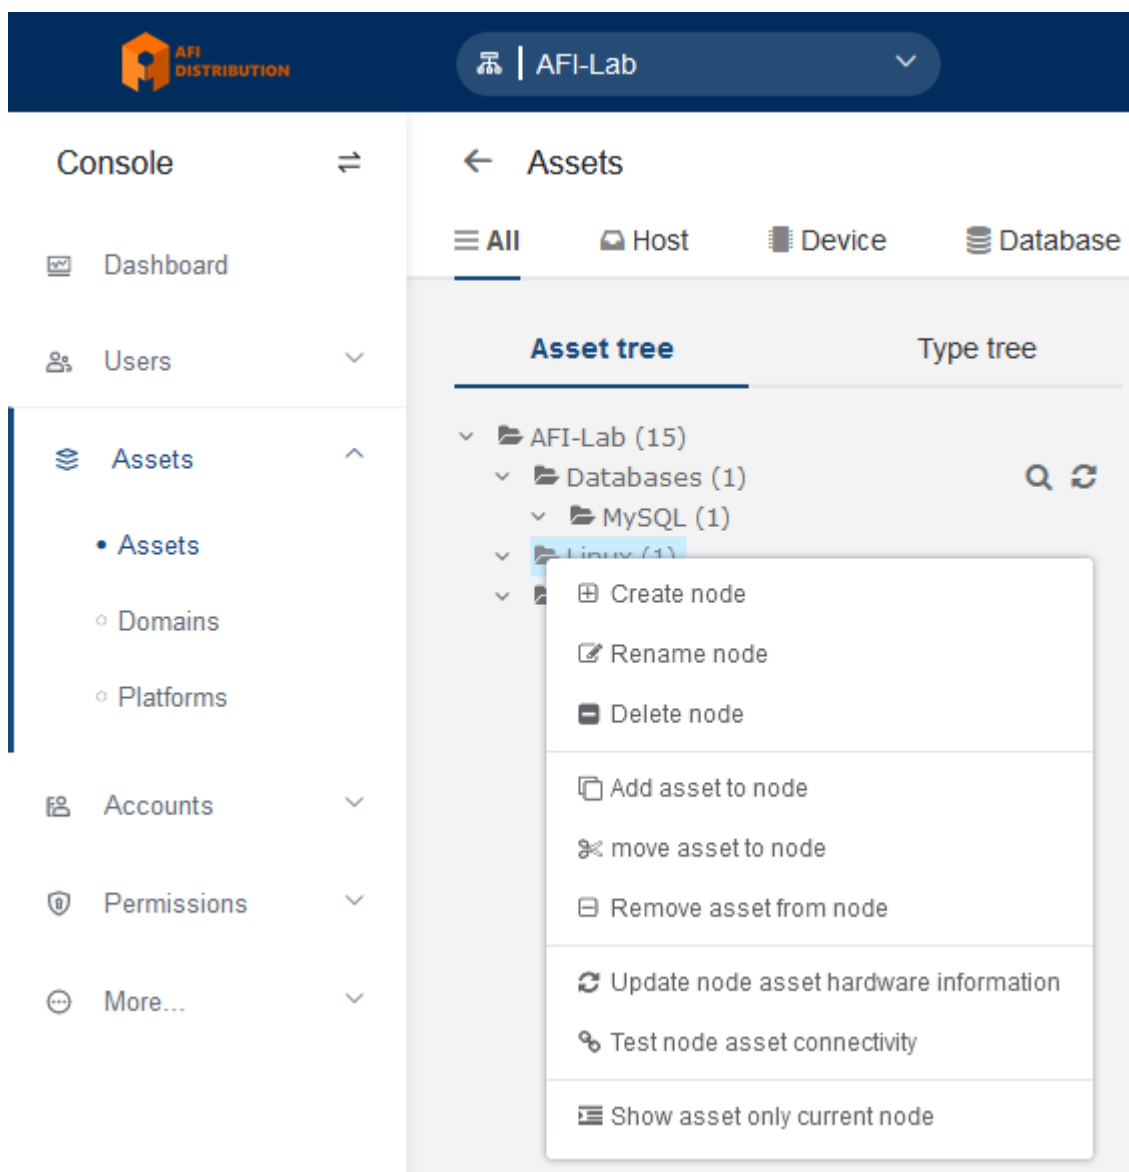 AFI
DISTRIBUTION
AFI-Lab
Console
Assets
All Host Device Database
Dashboard
Users
Assets
Assets
Domains
Platforms
Accounts
Permissions
More...
Asset tree Type tree
AFI-Lab (15)
Databases (1)
MySQL (1)
Linux (1)
Create node
Rename node
Delete node
Add asset to node
move asset to node
Remove asset from node
Update node asset hardware information
Test node asset connectivity
Show asset only current node